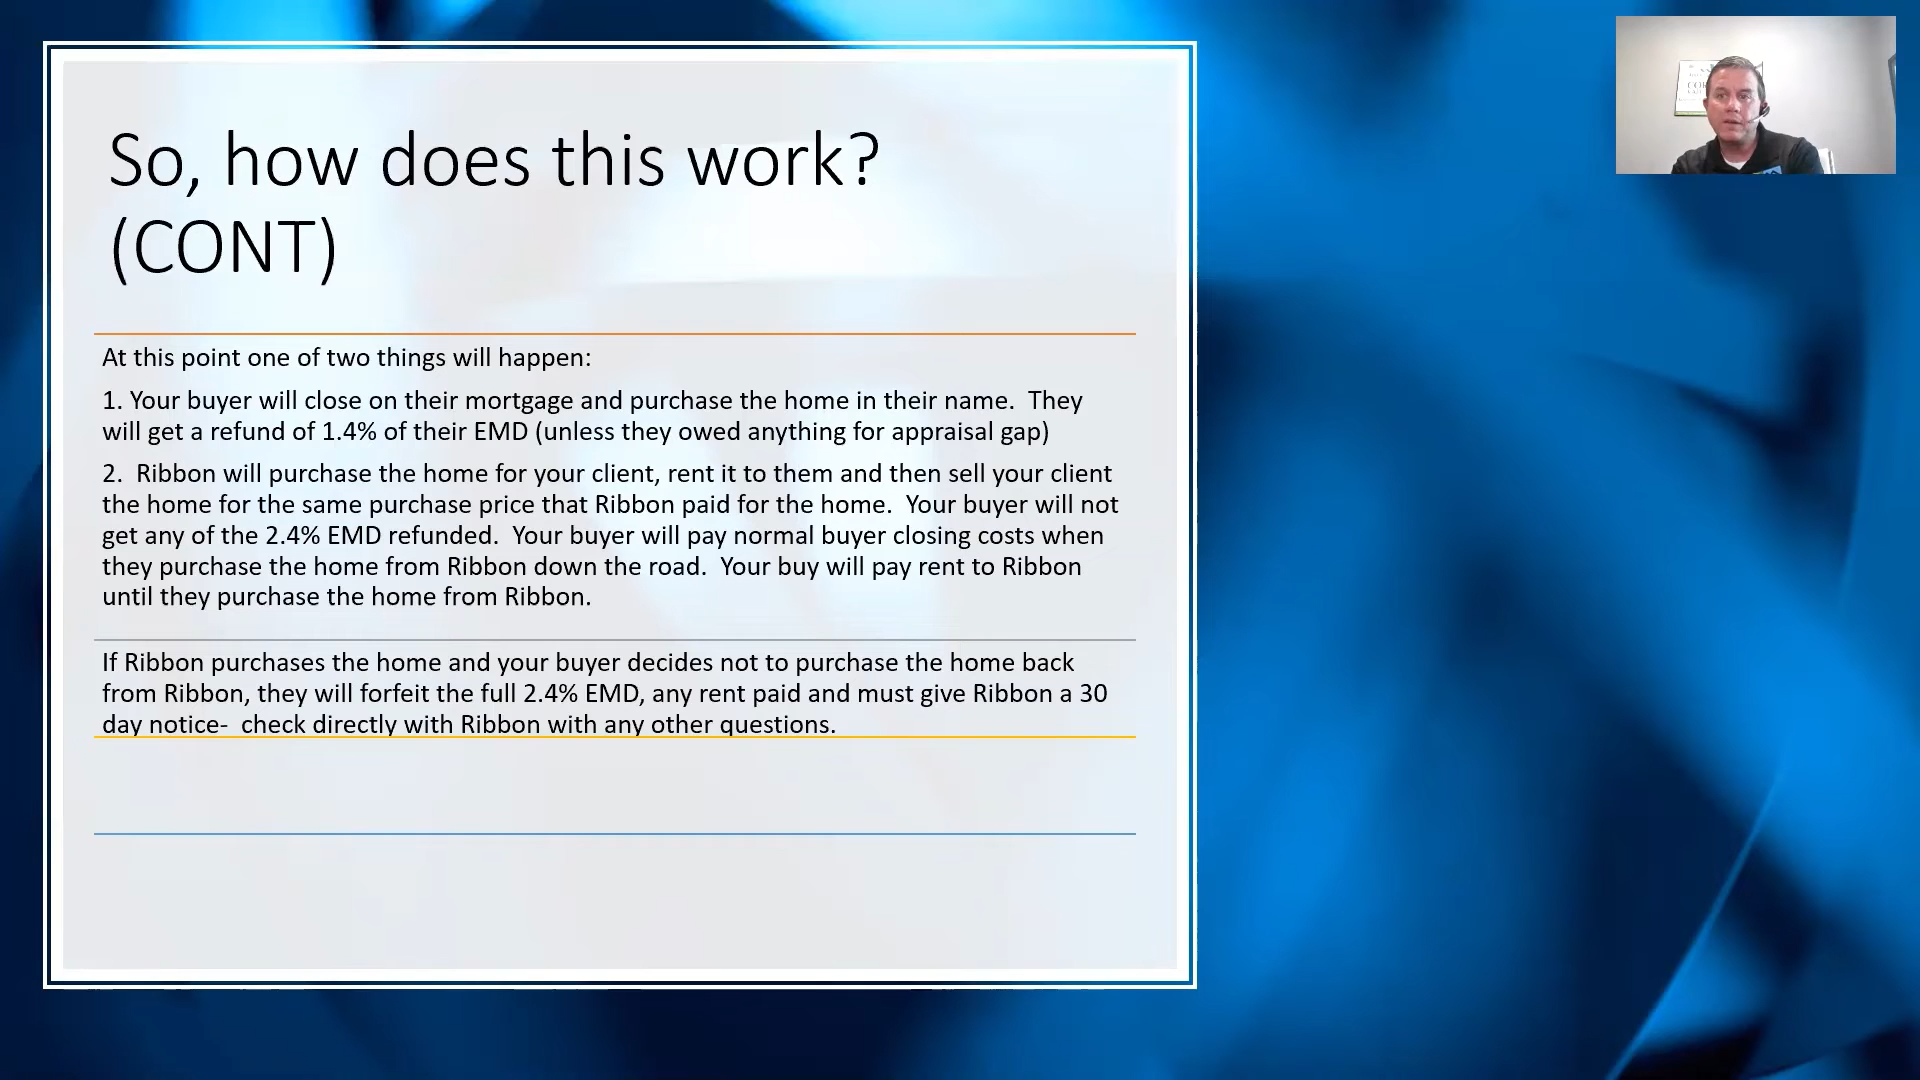 So, how does this work?
(CONT)
At this point one of two things will happen:
1. Your buyer will close on their mortgage and purchase the home in their name.  They
will get a refund of 1.4% of their EMD (unless they owed anything for appraisal gap)
2.  Ribbon will purchase the home for your client, rent it to them and then sell your client
the home for the same purchase price that Ribbon paid for the home.  Your buyer will not
get any of the 2.4% EMD refunded.  Your buyer will pay normal buyer closing costs when
they purchase the home from Ribbon down the road.  Your buy will pay rent to Ribbon
until they purchase the home from Ribbon.
If Ribbon purchases the home and your buyer decides not to purchase the home back
from Ribbon, they will forfeit the full 2.4% EMD, any rent paid and must give Ribbon a 30
day notice-  check directly with Ribbon with any other questions.